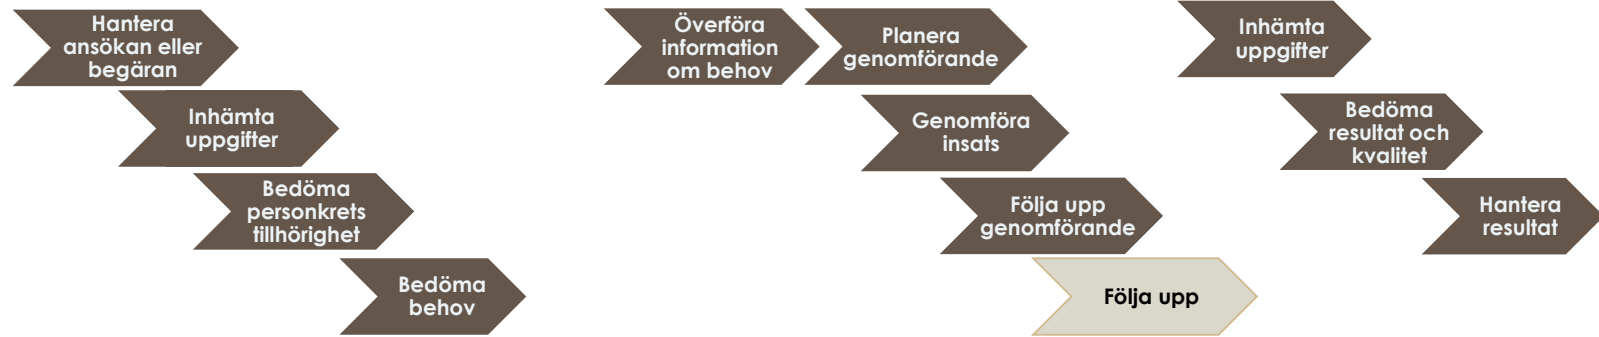 Hantera
ansökan eller
begäran
Inhämta
uppgifter
Bedöma
personkrets
tillhörighet
Bedöma
behov
Överföra
information
om behov
Planera
genomförande
Genomföra
insats
Följa upp
genomförande
Följa upp
Inhämta
uppgifter
Bedöma
resultat och
kvalitet
Hantera
resultat